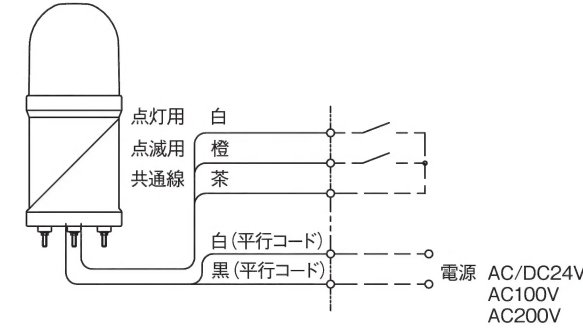 点灯用 白
点滅用 橙
共通線 茶
白(平行コード)
黒(平行コード)
電源 AC/DC24V
AC100V
AC200V